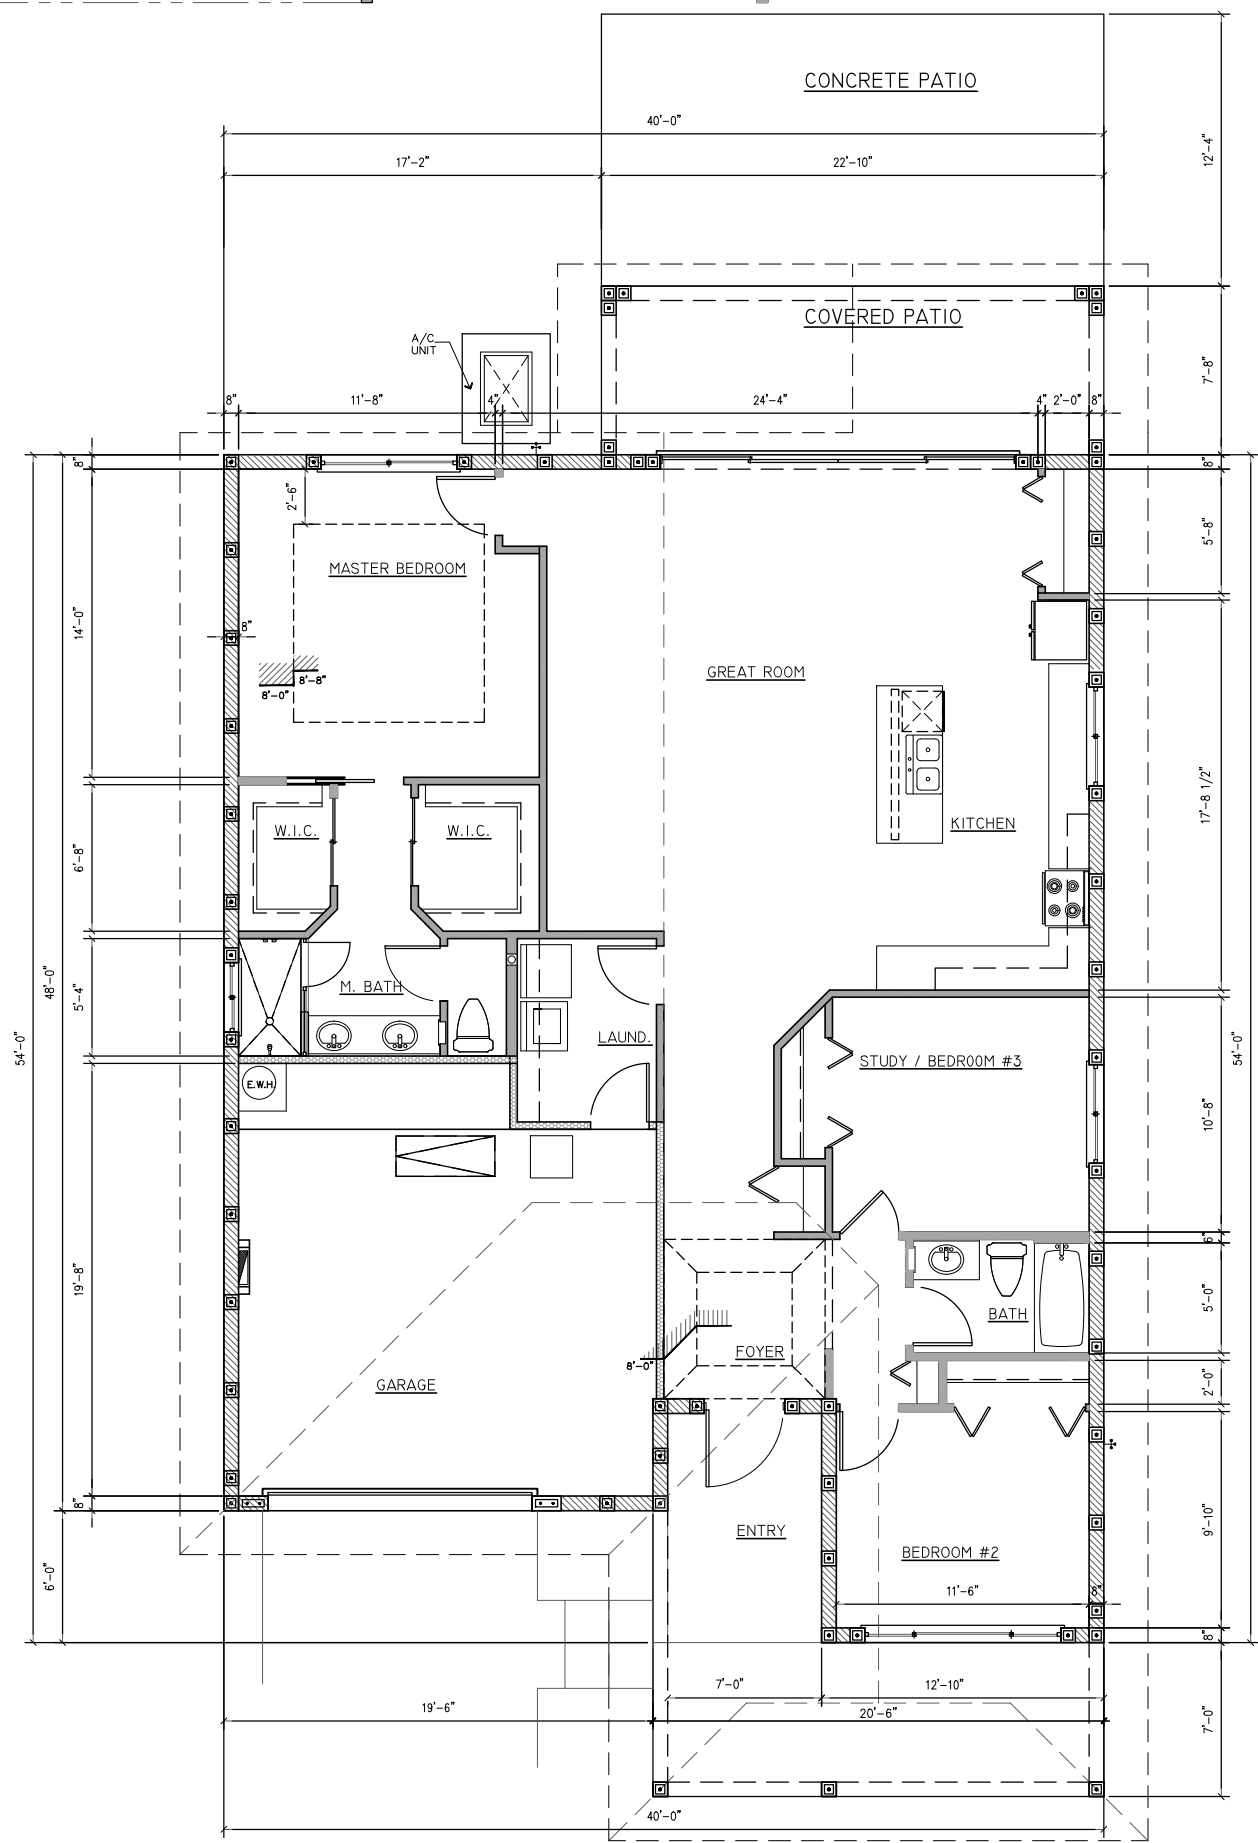 CONCRETE PATIO
40'-0"
12'-4"
17'-2"
22'-10"
COVERED PATIO
A/C
UNIT
7'-8"
8"
11'-8"
4"
24'-4"
4"
2'-0"
8"
8"
8"
2'-6"
5'-8"
MASTER BEDROOM
14'-0"
8"
GREAT ROOM
8'-8"
8'-0"
17'-8 1/2"
KITCHEN
W.I.C.
W.I.C.
6'-8"
48'-0"
5'-4"
M. BATH
LAUND.
54'-0"
54'-0"
STUDY / BEDROOM #3
E.W.H.
10'-8"
6"
19'-8"
5'-0"
BATH
8'-0"
FOYER
GARAGE
2'-0"
8"
ENTRY
9'-10"
BEDROOM #2
6'-0"
11'-6"
8"
8"
7'-0"
12'-10"
19'-6"
20'-6"
7'-0"
40'-0"